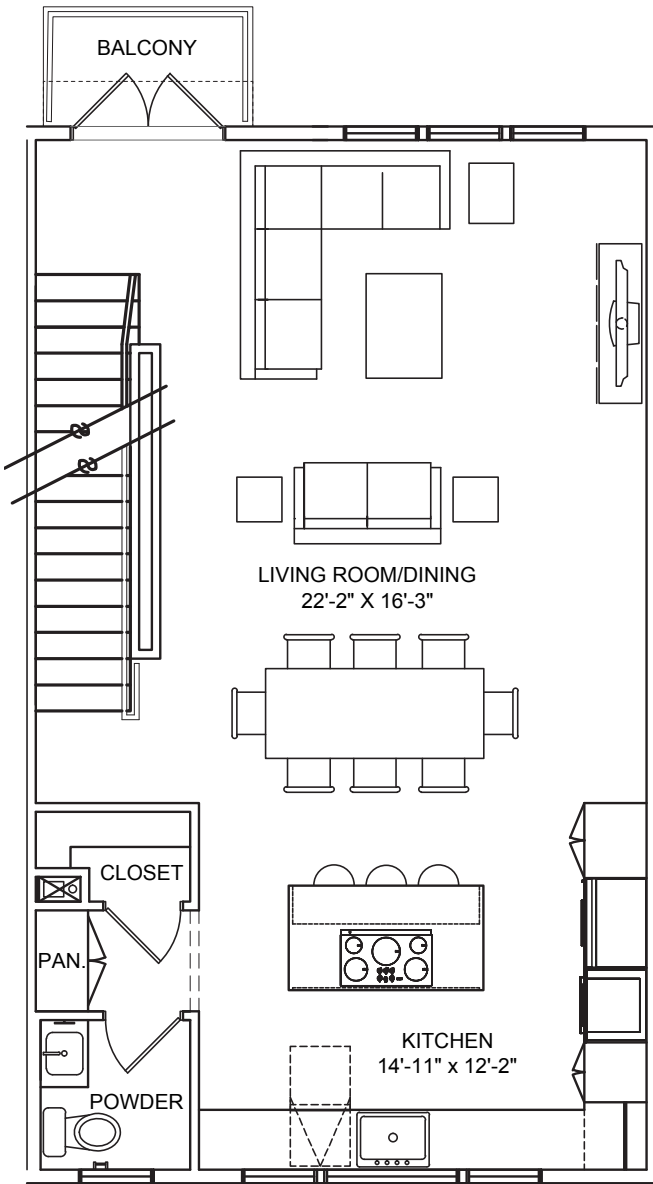 BALCONY
LIVING ROOM/DINING
22'-2" X 16'-3"
CLOSET
PAN.
KITCHEN
14'-11" x 12'-2"
POWDER